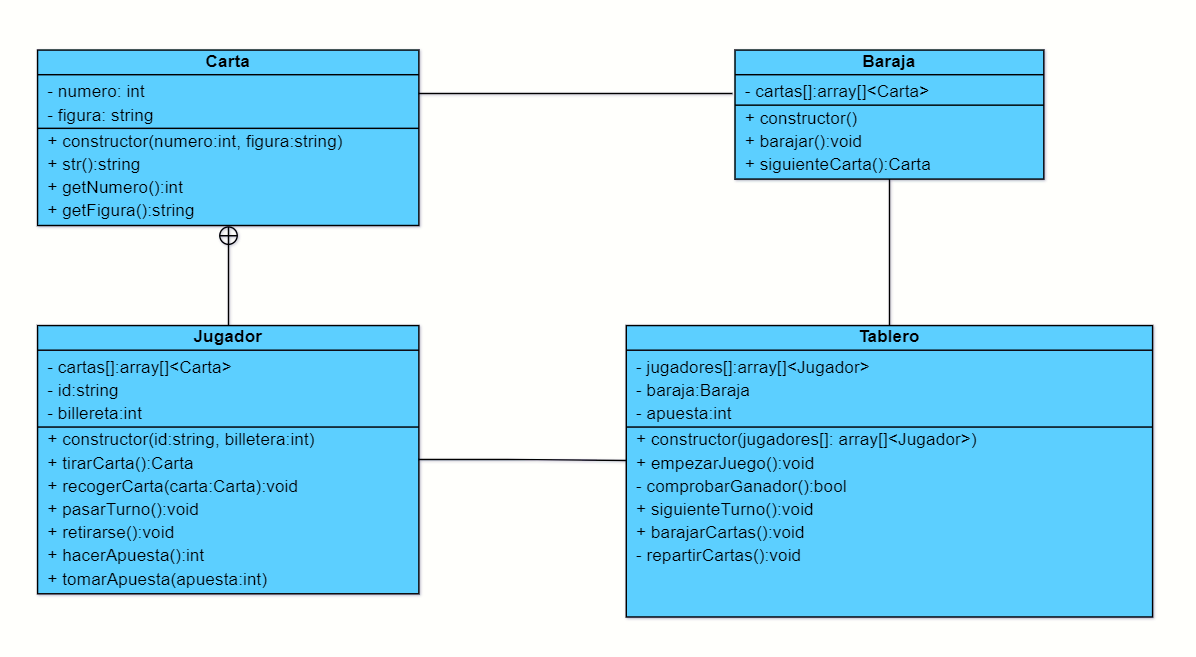 Carta
- numero: int
- figura: string
+ constructor(numero:int, figura:string)
+ str():string
+ getNumero():int
+ getFigura():string
Baraja
- cartas[]:array[]<Carta>
+ constructor()
+ barajar():void
+ siguienteCarta():Carta
Jugador
- cartas[]:array[]<Carta>
- id:string
- billereta:int
+ constructor(id:string, billetera:int)
+ tirarCarta():Carta
+ recogerCarta(carta:Carta):void
+ pasarTurno():void
+ retirarse():void
+ hacerApuesta():int
+ tomarApuesta(apuesta:int)
Tablero
- jugadores[]:array[]<Jugador>
- baraja:Baraja
- apuesta:int
+ constructor(jugadores[]: array[]<Jugador>)
+ empezarJuego():void
- comprobarGanador():bool
+ siguienteTurno():void
+ barajarCartas():void
- repartirCartas():void